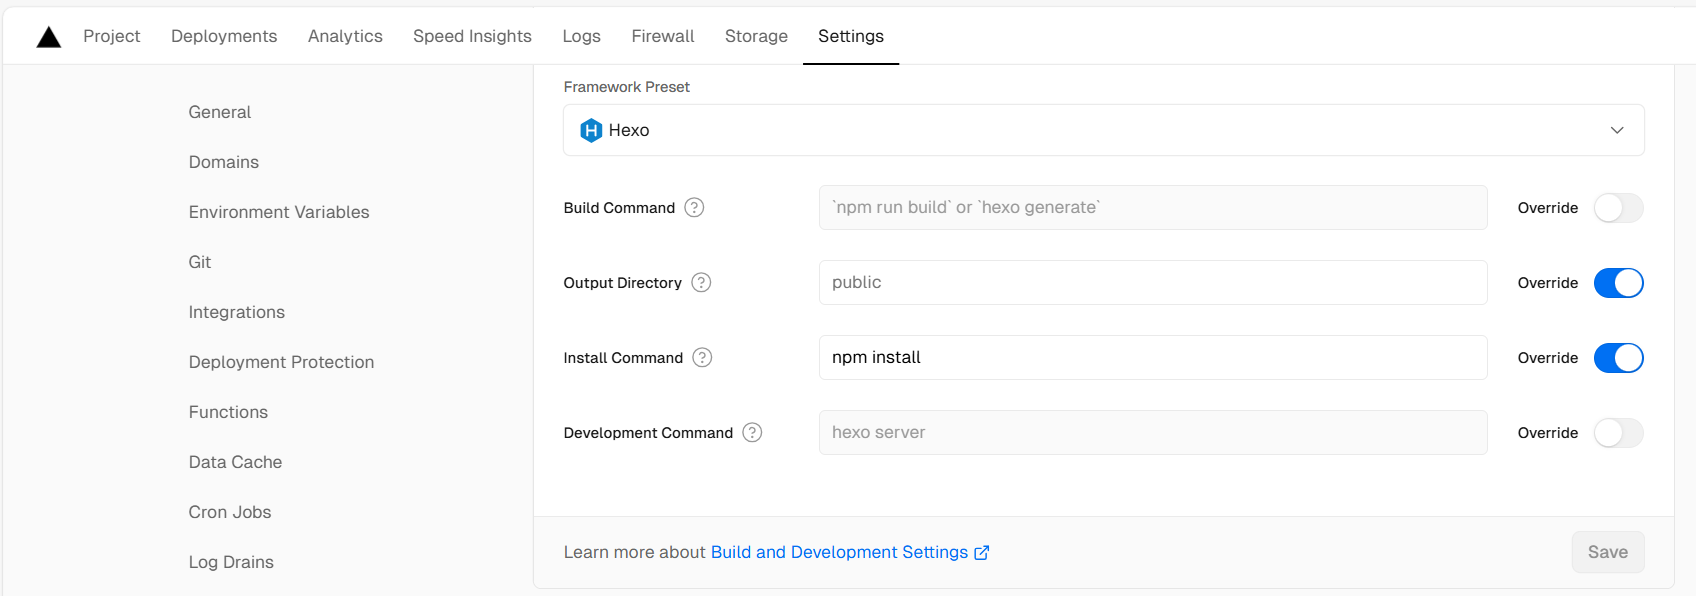 Project Deployments Analytics Speed Insights Logs Firewall Storage Settings
General
Domains
Environment Variables
Git
Integrations
Deployment Protection
Functions
Data Cache
Cron Jobs
Log Drains
Framework Preset
H Hexo
Build Command ? `npm run build` or `hexo generate` Override
Output Directory ? public Override
Install Command ? npm install Override
Development Command ? hexo server Override
Learn more about Build and Development Settings Save